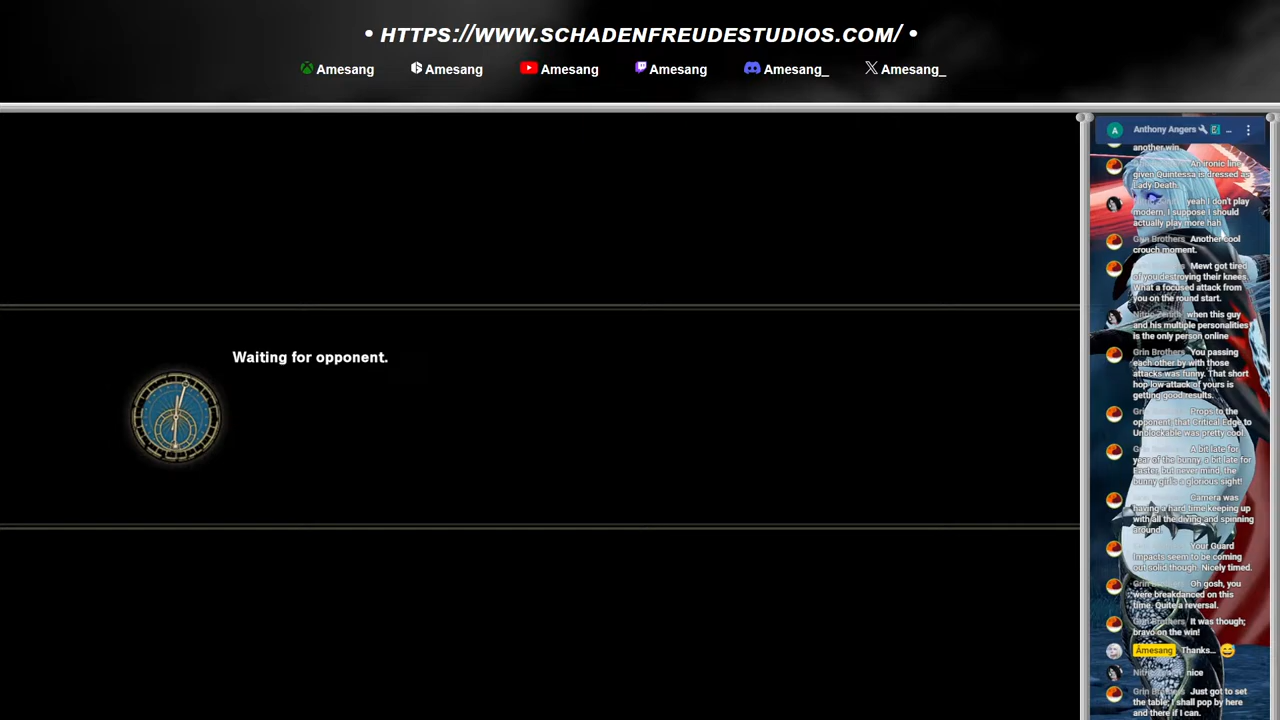 • HTTPS://WWW.SCHADENFREUDESTUDIOS.COM/ •
Amesang Amesang Amesang Amesang Amesang_ Amesang_
Waiting for opponent.
Anthony Angers
another win.
An ironic line
given Quintessa is dressed as
Lady Death.
yeah I don't play
modern, I suppose I should
actually play more hah
Grin Brothers Another cool
crouch moment.
Mewt got tired
of you destroying their knees.
What a focused attack from
you on the round start.
Nitric Zenith when this guy
and his multiple personalities
is the only person online
Grin Brothers You passing
each other by with those
attacks was funny. That short
hop low attack of yours is
getting good results.
Grin Brothers Props to the
opponent, that Critical Edge to
Unblockable was pretty cool.
A bit late for
year of the bunny, a bit late for
Easter, but never mind, the
bunny girl's a glorious sight!
Camera was
having a hard time keeping up
with all the diving and spinning
around.
Your Guard
Impacts seem to be coming
out solid though. Nicely timed.
Grin Brothers Oh gosh, you
were breakdanced on this
time. Quite a reversal.
Grin Brothers It was though;
bravo on the win!
Amesang Thanks...
nice
Grin Brothers Just got to set
the table; I shall pop by here
and there if I can.